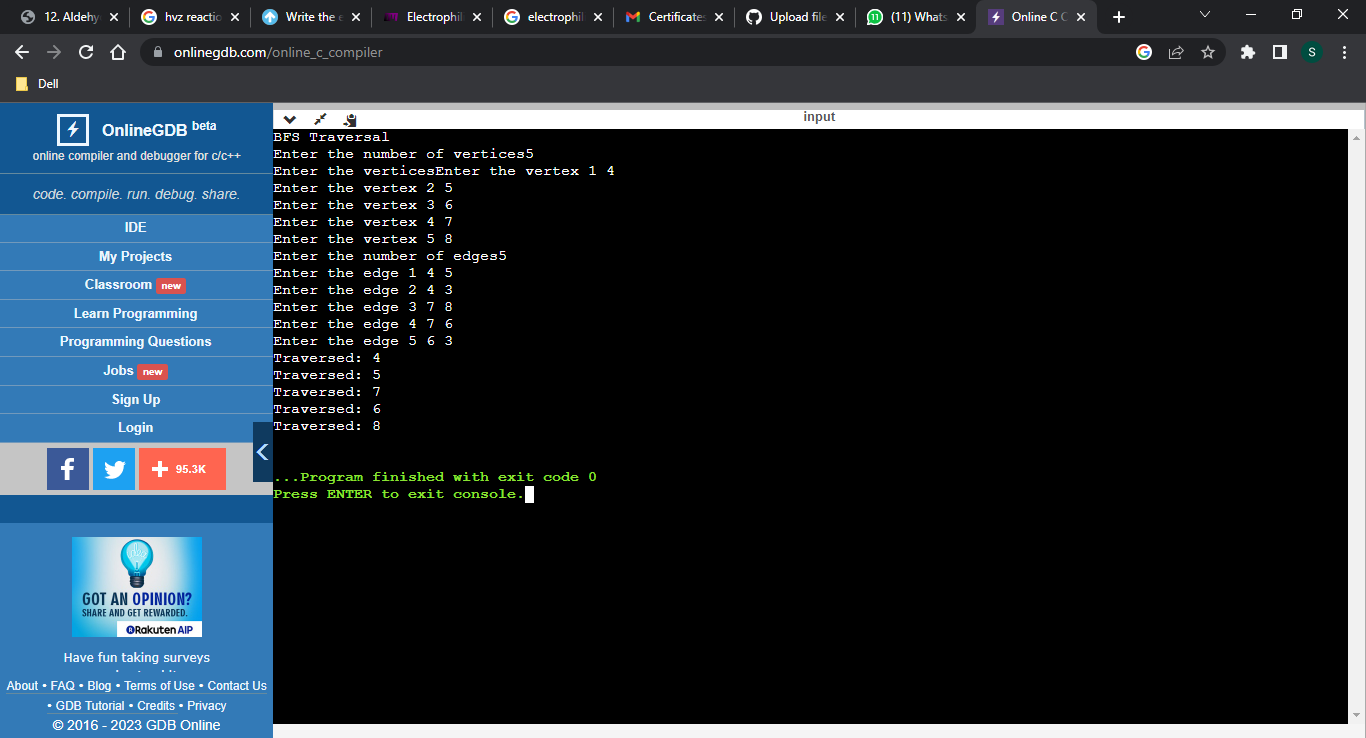 12. Aldehy
hvz reactio
Write the e
Electrophil
electrophil
Certificates
Upload file
(11) Whats
Online C C
onlinegdb.com/online_c_compiler
S
Dell
OnlineGDB beta
online compiler and debugger for c/c++
code. compile. run. debug. share.
IDE
My Projects
Classroom new
Learn Programming
Programming Questions
Jobs new
Sign Up
Login
f
+ 95.3K
GOT AN OPINION?
SHARE AND GET REWARDED.
Rakuten AIP
Have fun taking surveys
About • FAQ • Blog • Terms of Use • Contact Us
• GDB Tutorial • Credits • Privacy
© 2016 - 2023 GDB Online
input
BFS Traversal
Enter the number of vertices5
Enter the verticesEnter the vertex 1 4
Enter the vertex 2 5
Enter the vertex 3 6
Enter the vertex 4 7
Enter the vertex 5 8
Enter the number of edges5
Enter the edge 1 4 5
Enter the edge 2 4 3
Enter the edge 3 7 8
Enter the edge 4 7 6
Enter the edge 5 6 3
Traversed: 4
Traversed: 5
Traversed: 7
Traversed: 6
Traversed: 8
...Program finished with exit code 0
Press ENTER to exit console.